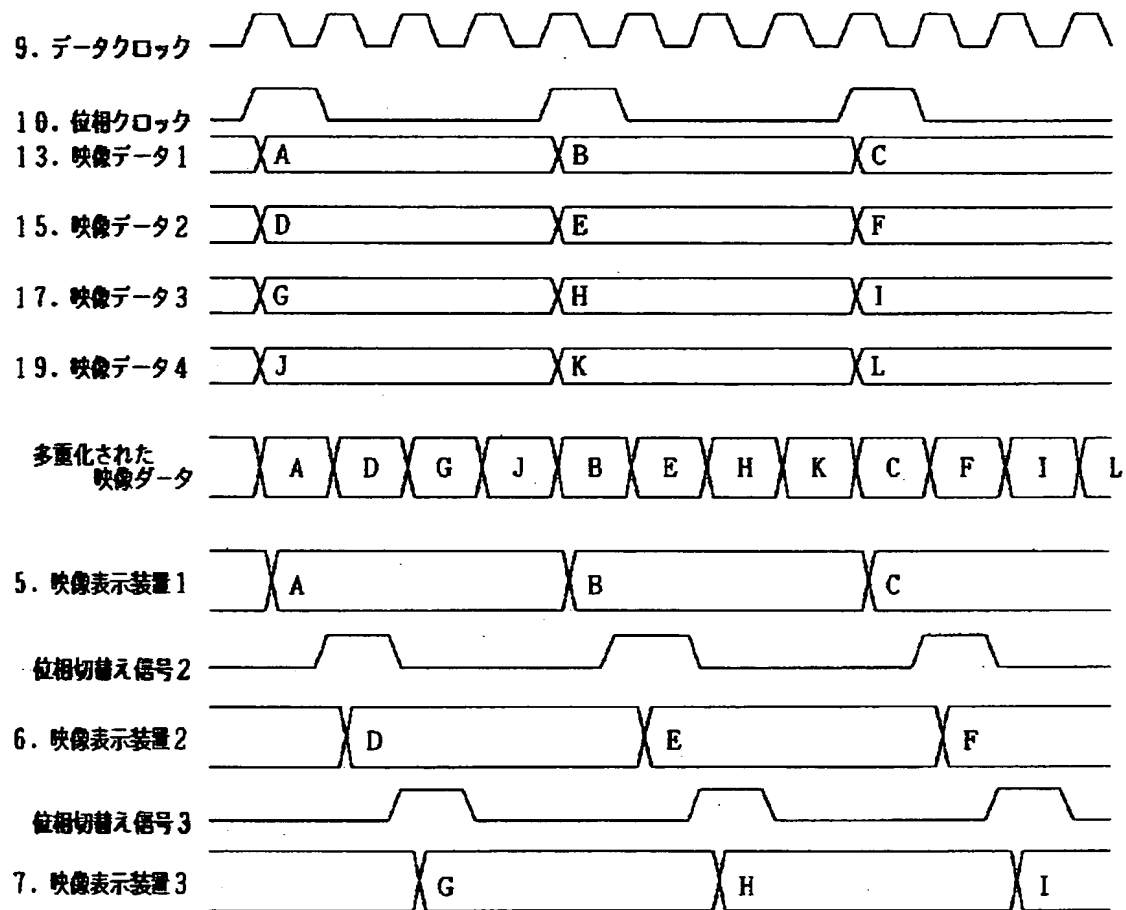 9. データクロック
10. 位相クロック
13. 映像データ1
A B C
15. 映像データ2
D E F
17. 映像データ3
G H I
19. 映像データ4
J K L
多重化された
映像ダータ
A D G J B E H K C F I L
5. 映像表示装置1
A B C
位相切替え信号2
6. 映像表示装置2
D E F
位相切替え信号3
7. 映像表示装置3
G H I